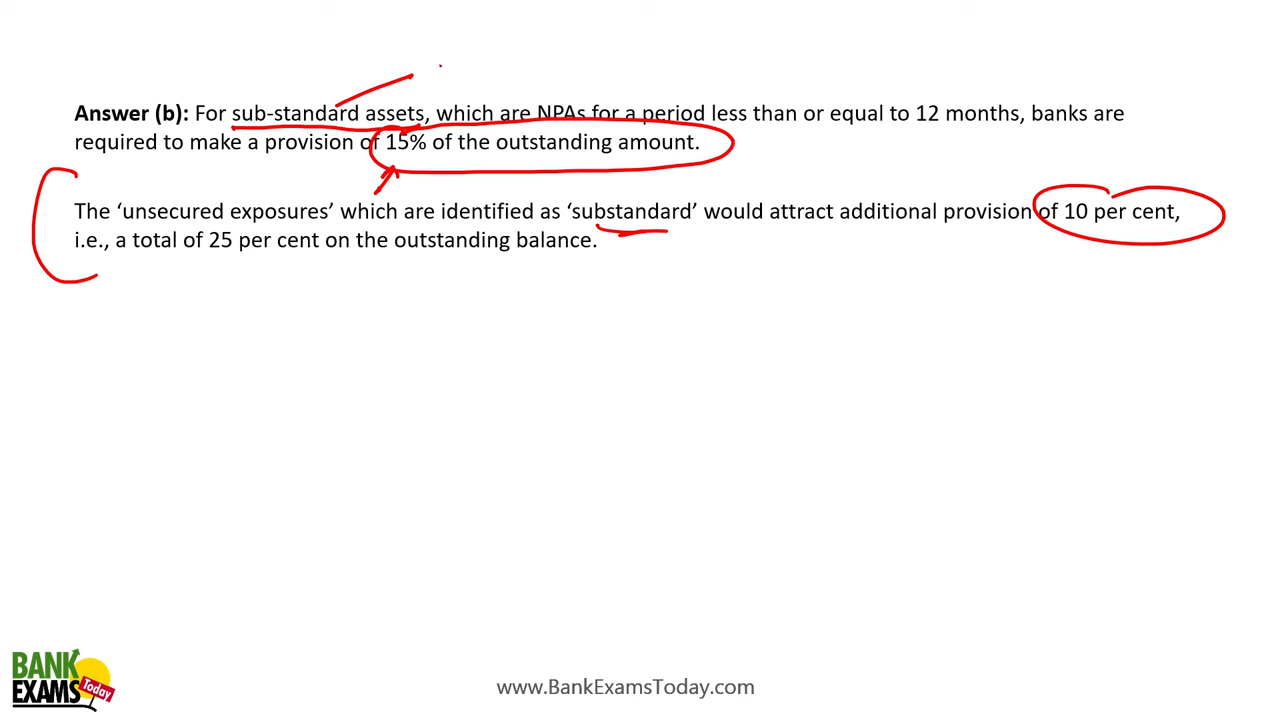 Answer (b): For sub-standard assets, which are NPAs for a period less than or equal to 12 months, banks are
required to make a provision of 15% of the outstanding amount.
The ‘unsecured exposures’ which are identified as ‘substandard’ would attract additional provision of 10 per cent,
i.e., a total of 25 per cent on the outstanding balance.
BANK
EXAMS
Today
www.BankExamsToday.com